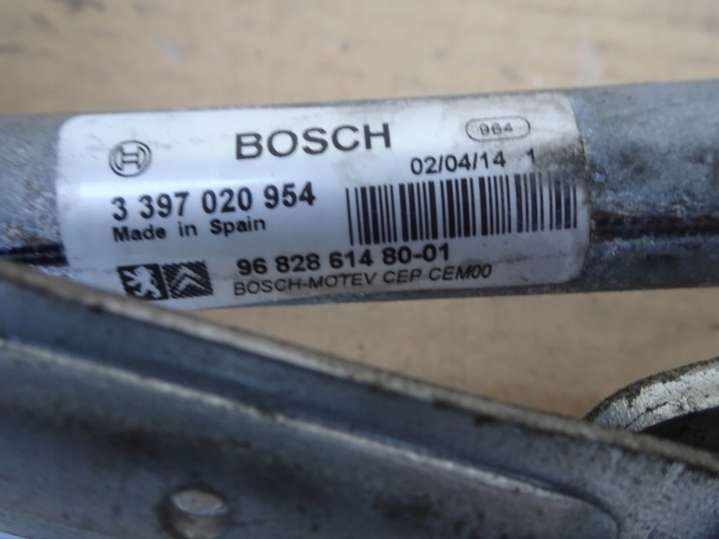 BOSCH
964
02/04/14 1
3 397 020 954
Made in Spain
96 828 614 80-01
BOSCH-MOTEV CEP CEM00